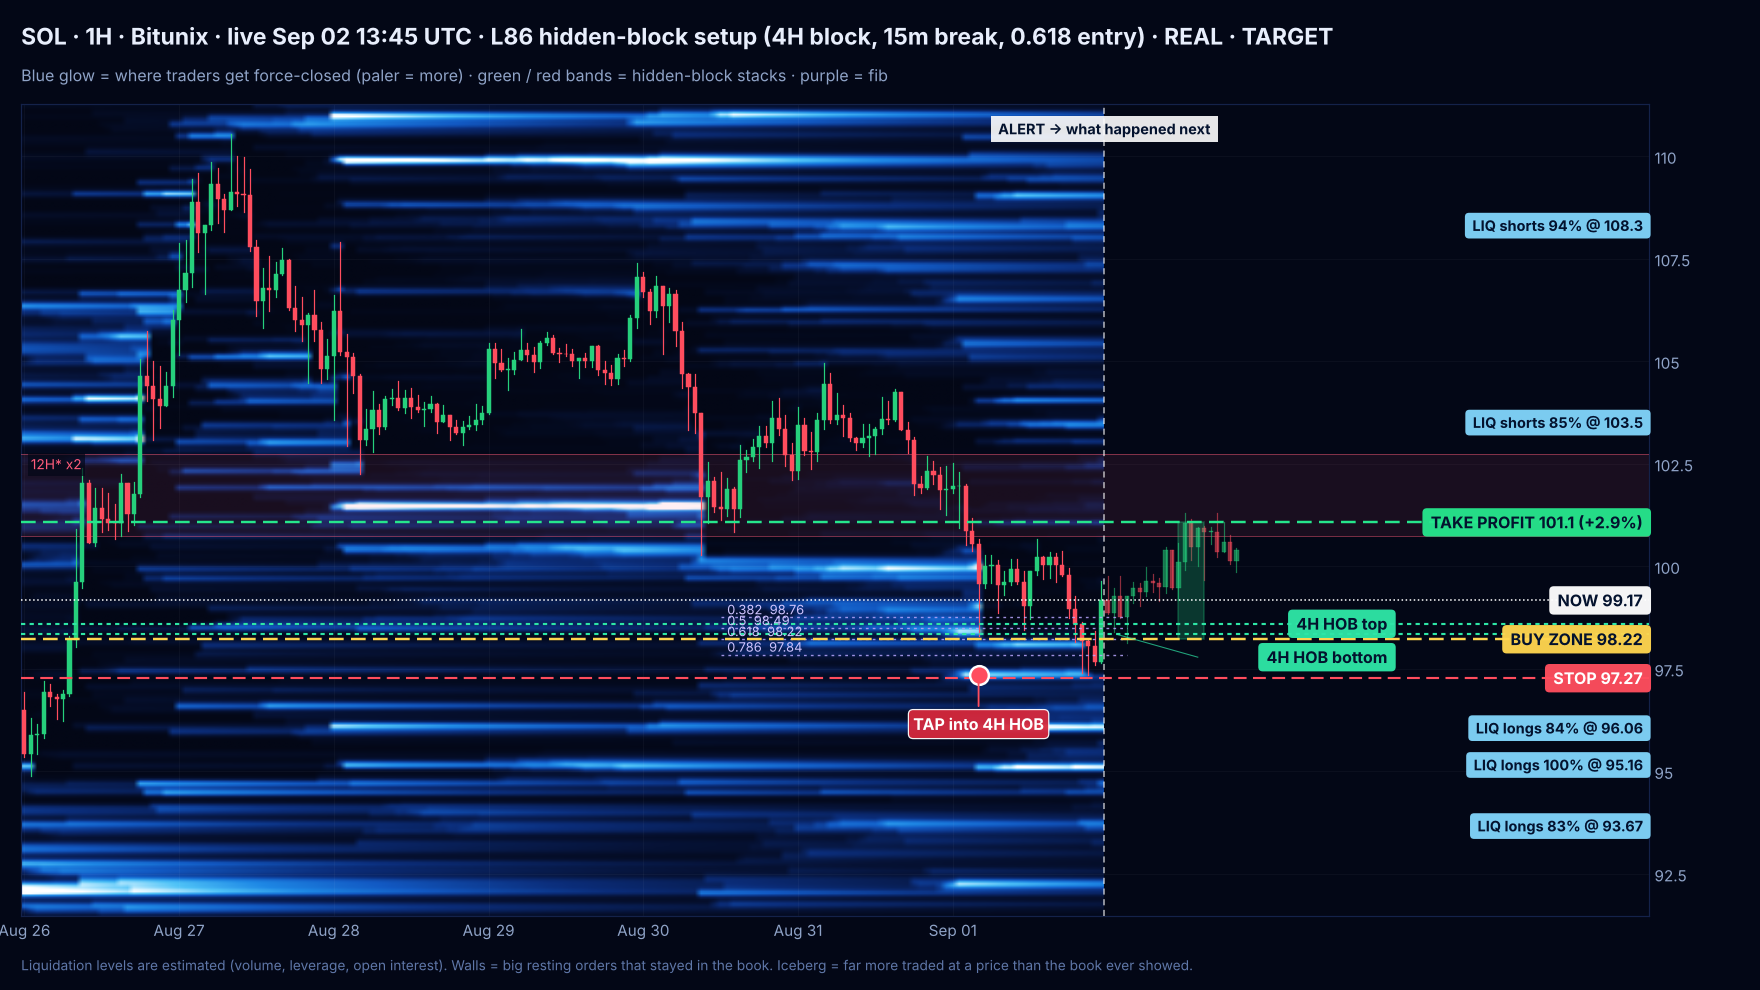 SOL · 1H · Bitunix · live Sep 02 13:45 UTC · L86 hidden-block setup (4H block, 15m break, 0.618 entry) · REAL · TARGET
Blue glow = where traders get force-closed (paler = more) · green / red bands = hidden-block stacks · purple = fib
ALERT → what happened next
110
LIQ shorts 94% @ 108.3
107.5
105
LIQ shorts 85% @ 103.5
12H* x2
102.5
TAKE PROFIT 101.1 (+2.9%)
100
NOW 99.17
0.382 98.76
0.5 98.49
0.618 98.22
0.786 97.84
4H HOB top
BUY ZONE 98.22
4H HOB bottom
97.5
STOP 97.27
TAP into 4H HOB
LIQ longs 84% @ 96.06
LIQ longs 100% @ 95.16
95
LIQ longs 83% @ 93.67
92.5
Aug 26 Aug 27 Aug 28 Aug 29 Aug 30 Aug 31 Sep 01
Liquidation levels are estimated (volume, leverage, open interest). Walls = big resting orders that stayed in the book. Iceberg = far more traded at a price than the book ever showed.